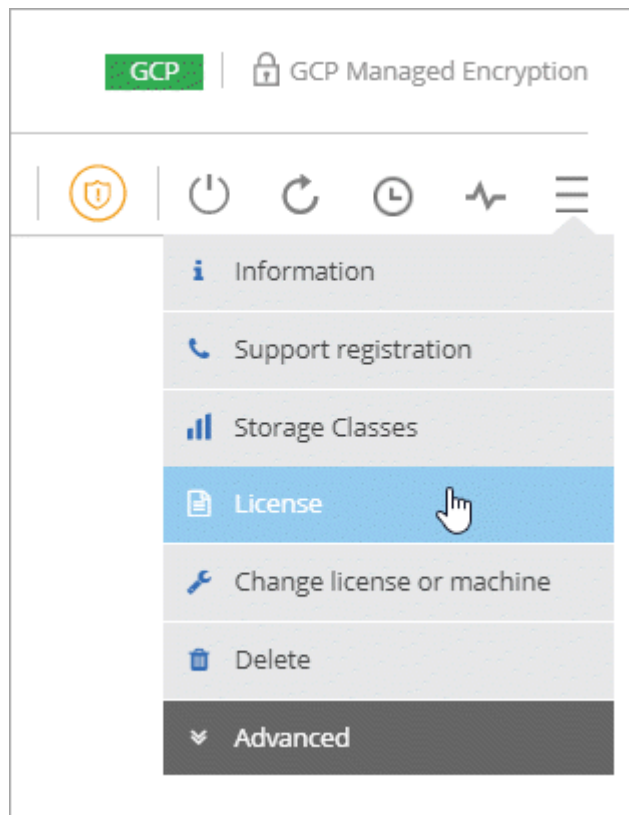 GCP GCP Managed Encryption
Information
Support registration
Storage Classes
License
Change license or machine
Delete
Advanced